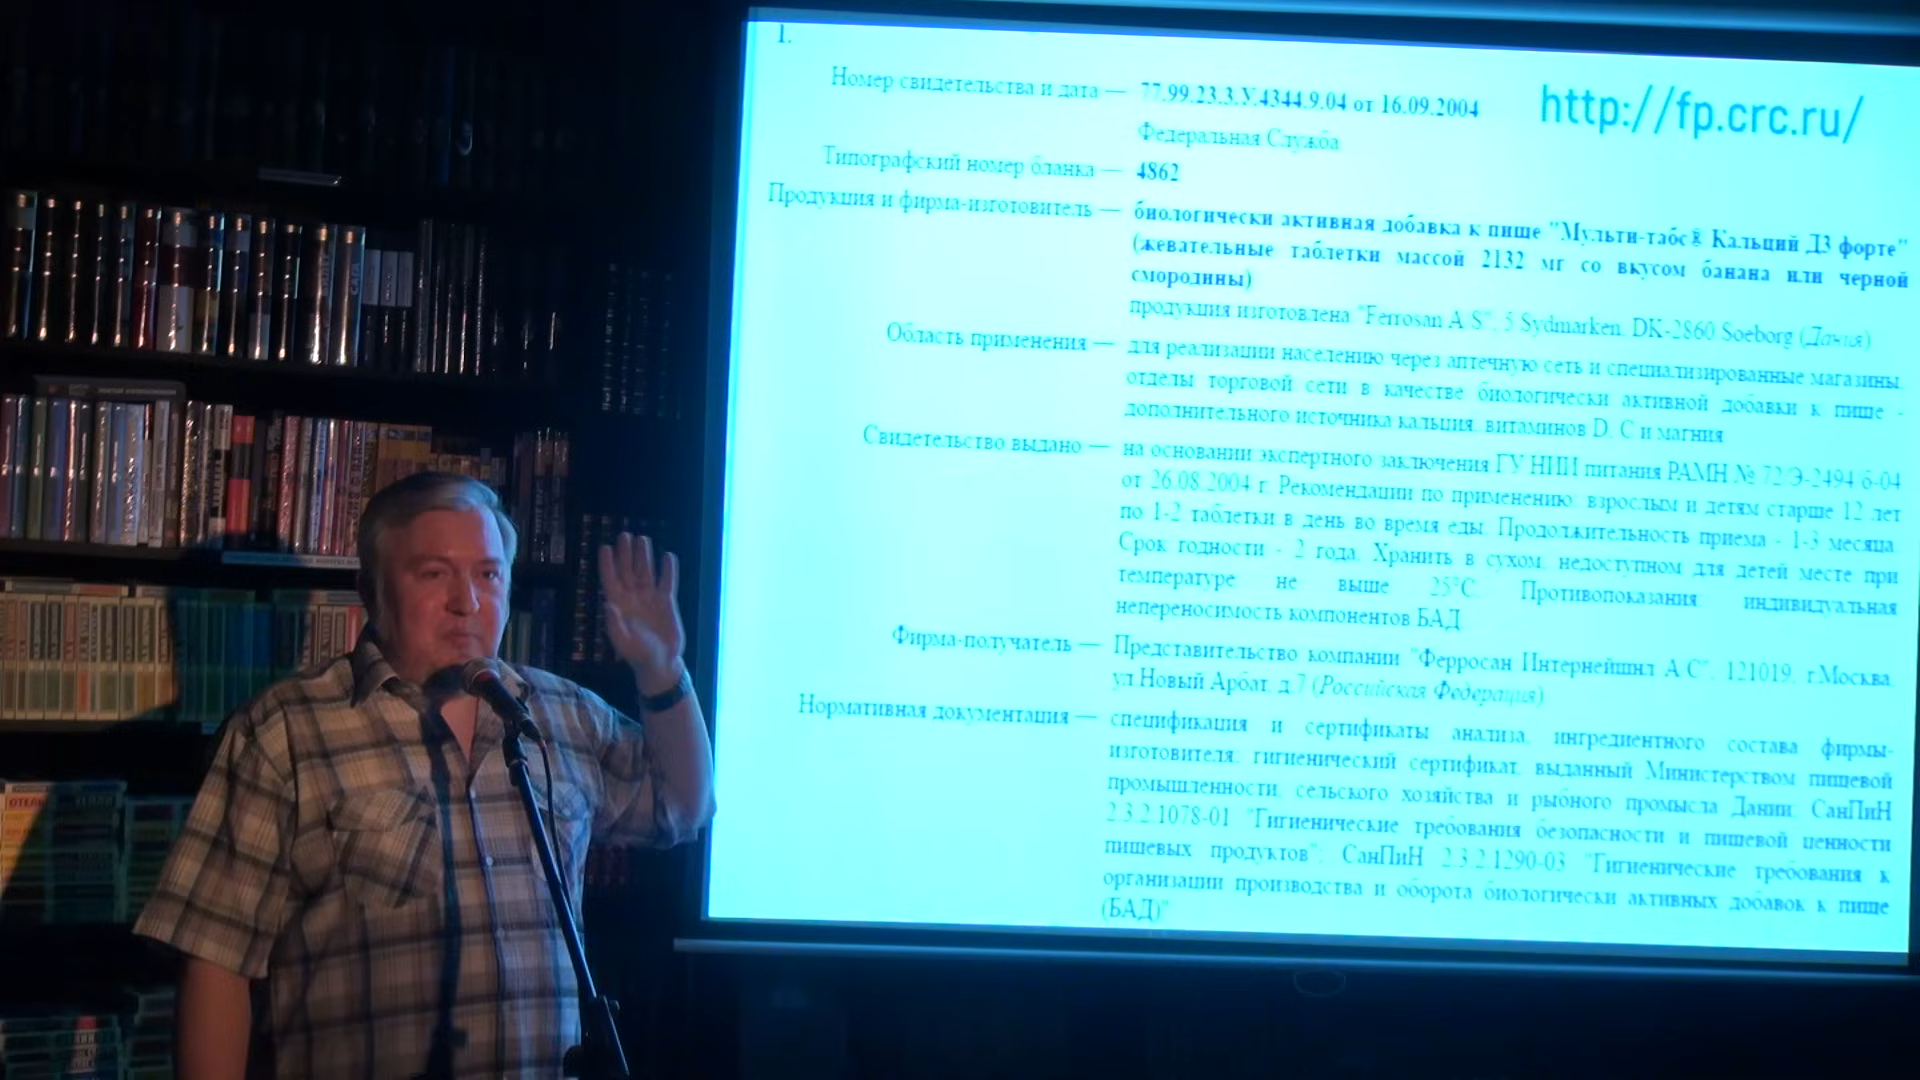 1.
http://fp.crc.ru/
Номер свидетельства и дата — 77.99.23.3.У.4344.9.04 от 16.09.2004
Федеральная Служба
Типографский номер бланка — 4862
Продукция и фирма-изготовитель — биологически активная добавка к пище "Мульти-табс® Кальций Д3 форте"
(жевательные таблетки массой 2132 мг со вкусом банана или черной
смородины)
продукция изготовлена "Ferrosan A/S", 5 Sydmarken, DK-2860 Soeborg (Дания)
Область применения — для реализации населению через аптечную сеть и специализированные магазины,
отделы торговой сети в качестве биологически активной добавки к пище -
дополнительного источника кальция, витаминов D, C и магния
Свидетельство выдано — на основании экспертного заключения ГУ НИИ питания РАМН № 72/Э-2494/б-04
от 26.08.2004 г. Рекомендации по применению: взрослым и детям старше 12 лет
по 1-2 таблетки в день во время еды. Продолжительность приема - 1-3 месяца.
Срок годности - 2 года. Хранить в сухом, недоступном для детей месте при
температуре не выше 25°С. Противопоказания: индивидуальная
непереносимость компонентов БАД
Фирма-получатель — Представительство компании "Ферросан Интернейшнл А/С", 121019, г.Москва,
ул.Новый Арбат, д.7 (Российская Федерация)
Нормативная документация — спецификация и сертификаты анализа, ингредиентного состава фирмы-
изготовителя; гигиенический сертификат, выданный Министерством пищевой
промышленности, сельского хозяйства и рыбного промысла Дании; СанПиН
2.3.2.1078-01 "Гигиенические требования безопасности и пищевой ценности
пищевых продуктов"; СанПиН 2.3.2.1290-03 "Гигиенические требования к
организации производства и оборота биологически активных добавок к пище
(БАД)"